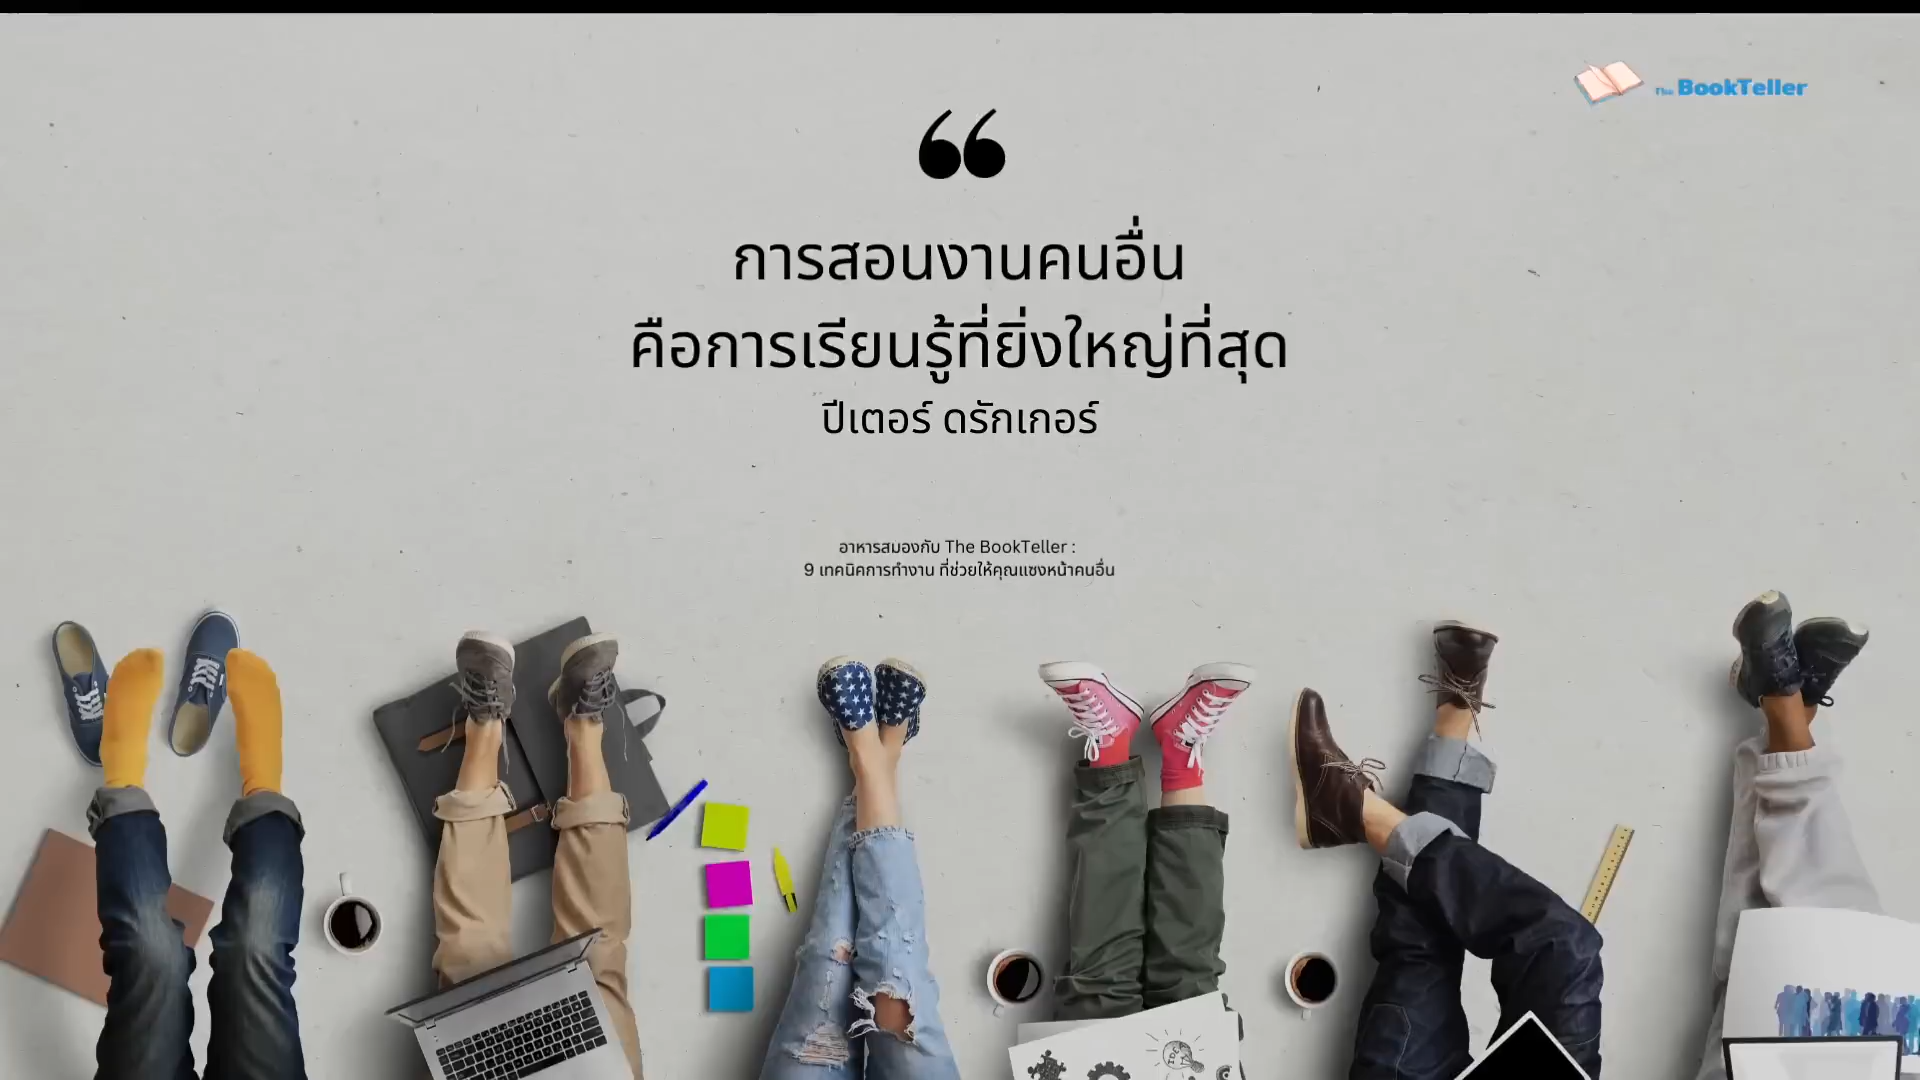 The BookTeller
“
การสอนงานคนอื่น
คือการเรียนรู้ที่ยิ่งใหญ่ที่สุด
ปีเตอร์ ดรักเกอร์
อาหารสมองกับ The BookTeller :
9 เทคนิคการทำงาน ที่ช่วยให้คุณแซงหน้าคนอื่น